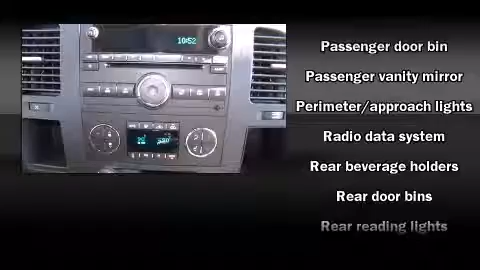 10:52
Passenger door bin
Passenger vanity mirror
Perimeter/approach lights
Radio data system
Rear beverage holders
Rear door bins
Rear reading lights